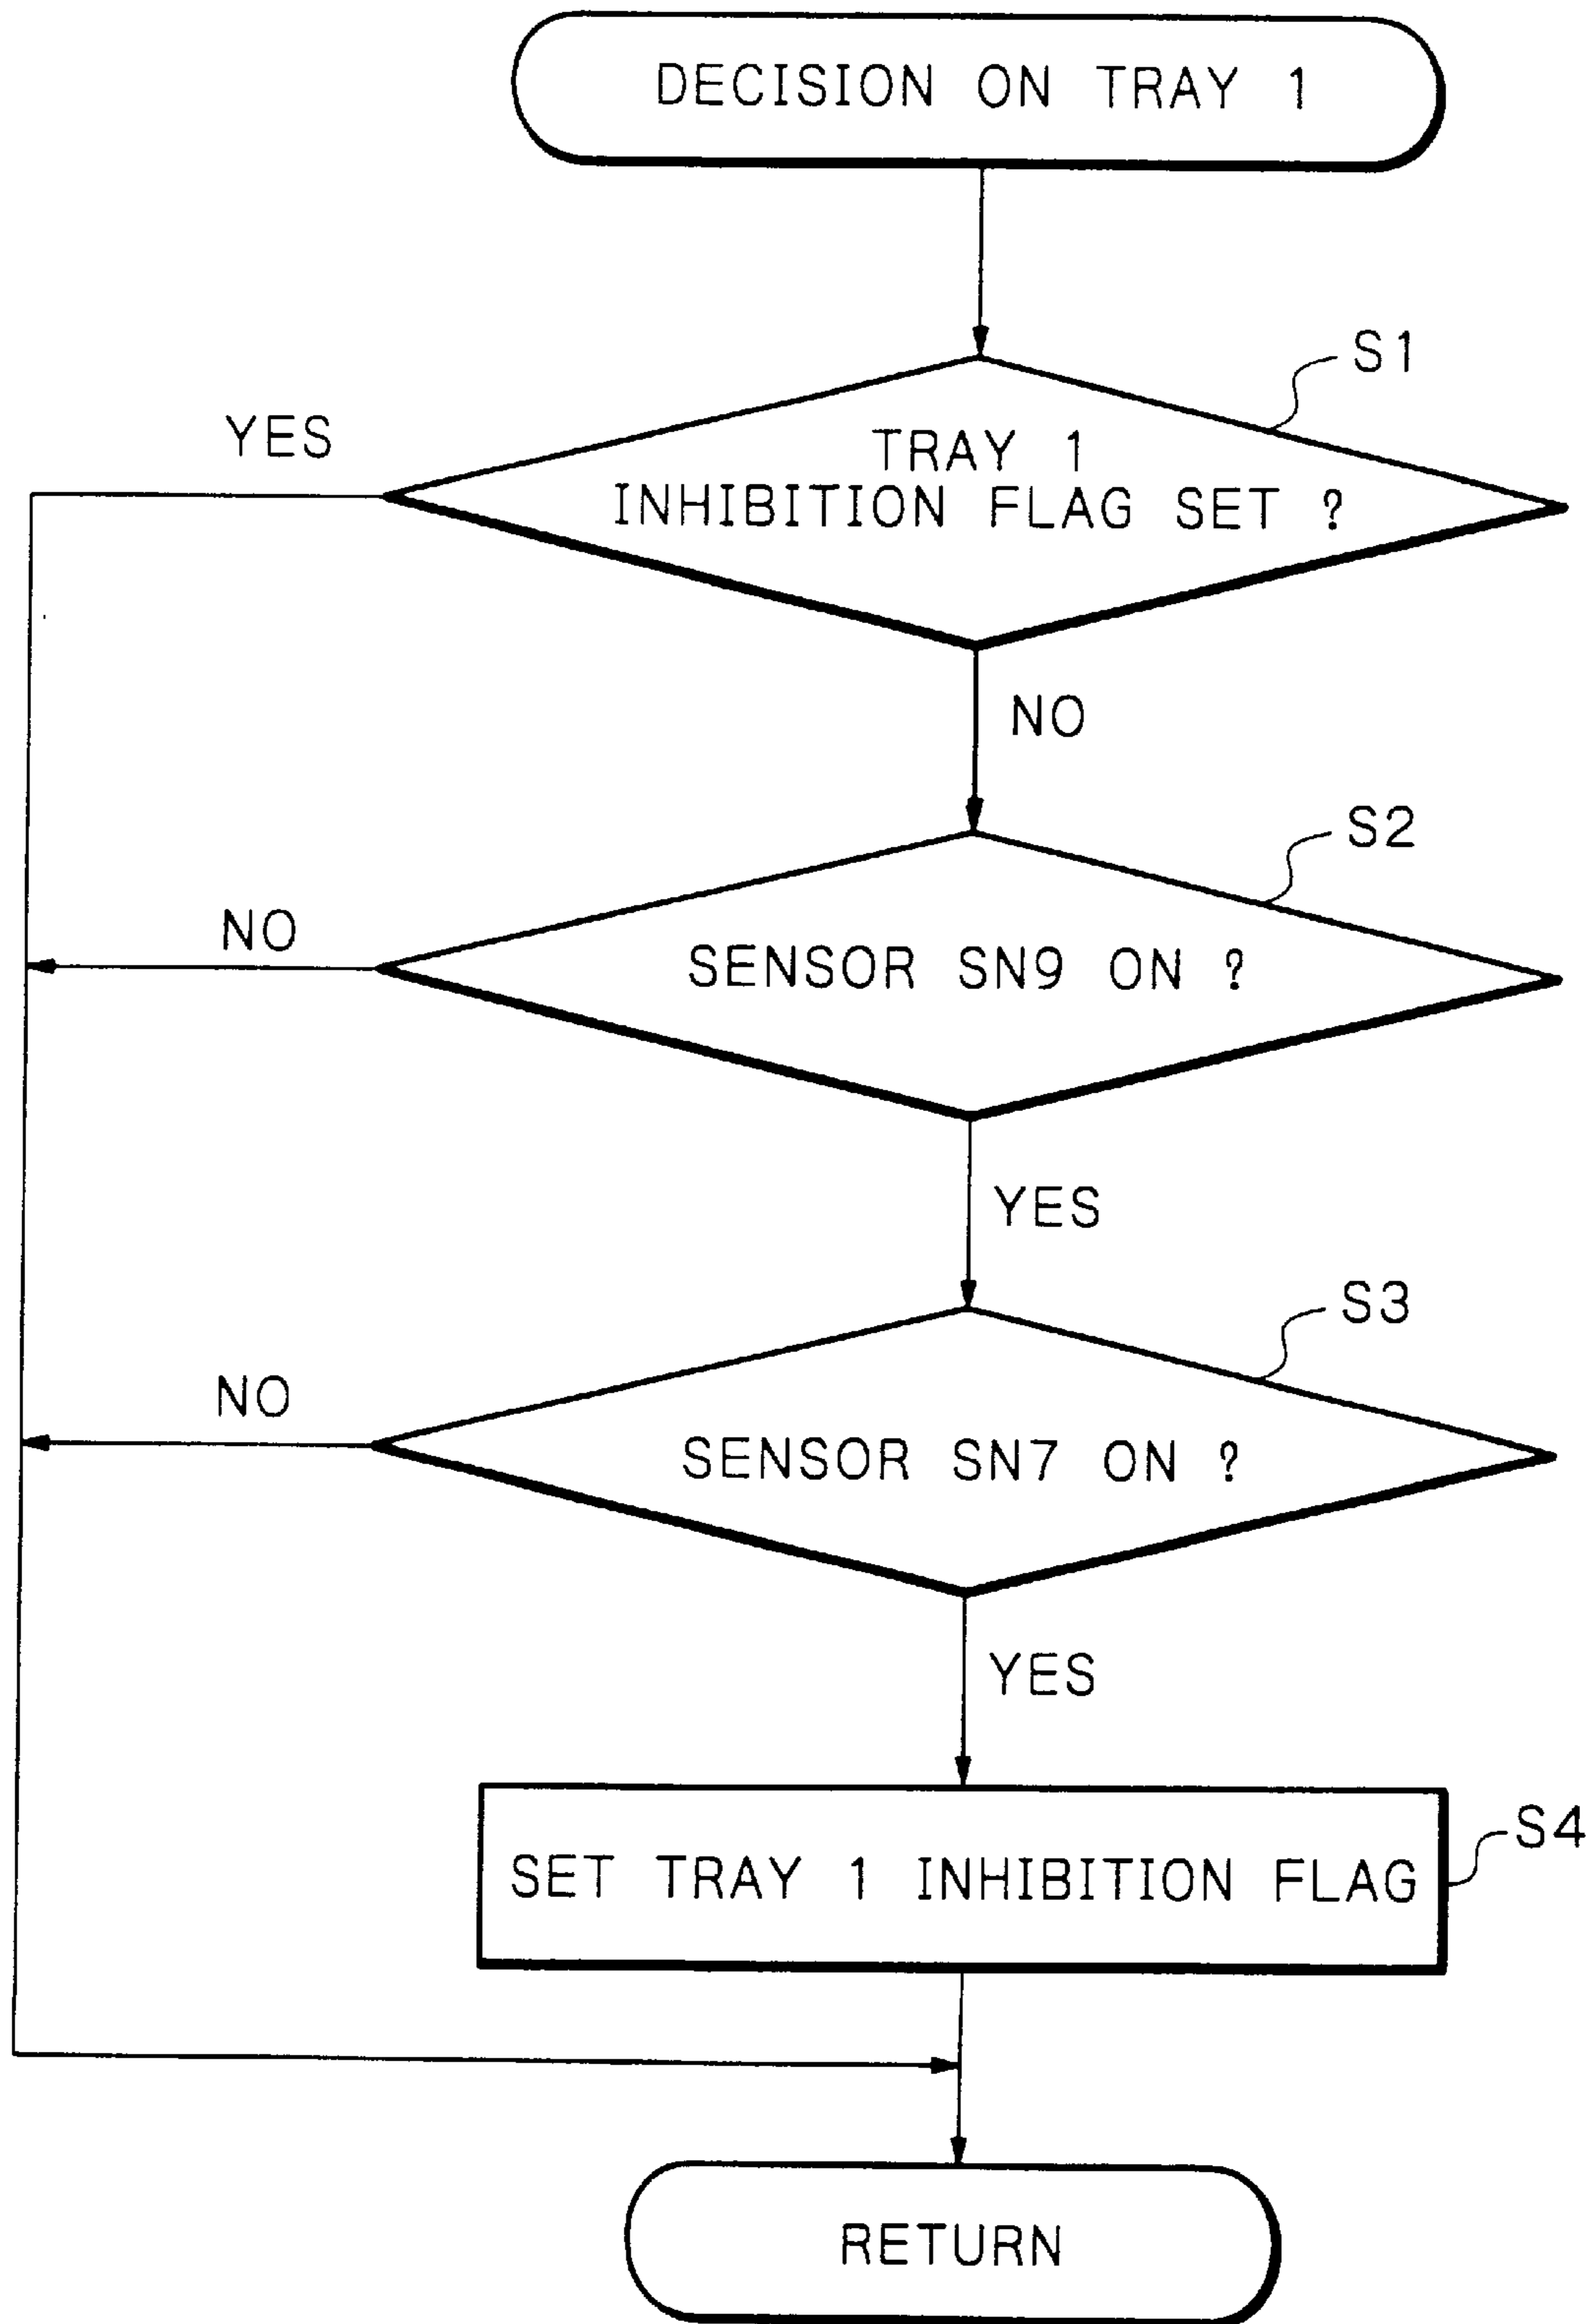 DECISION ON TRAY 1
S1
YES
TRAY 1
INHIBITION FLAG SET ?
NO
S2
NO
SENSOR SN9 ON ?
YES
S3
NO
SENSOR SN7 ON ?
YES
S4
SET TRAY 1 INHIBITION FLAG
RETURN